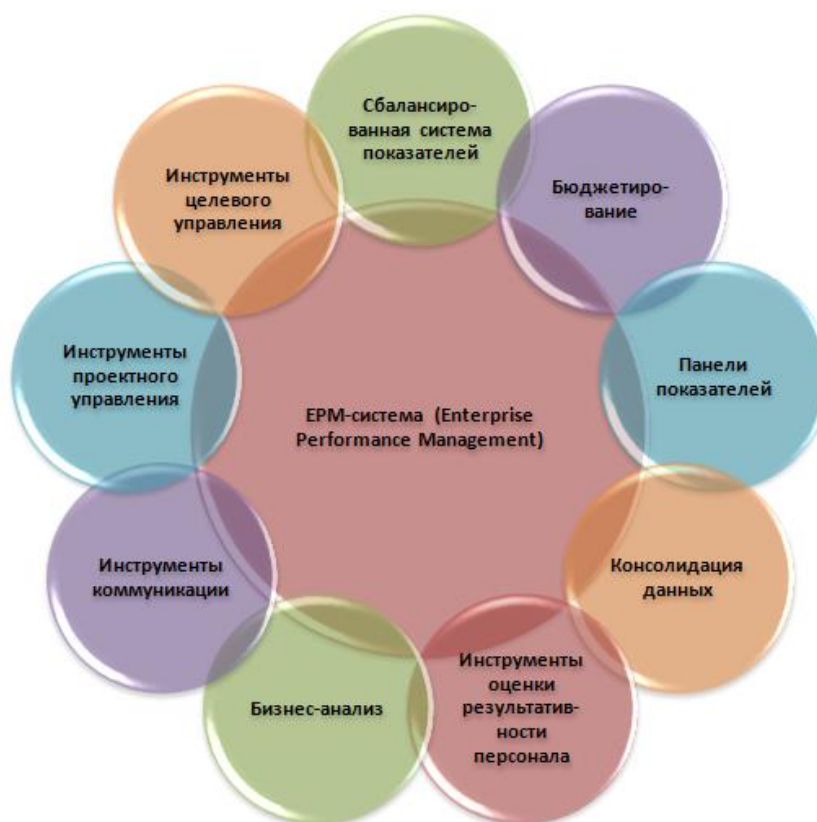 Сбалансиро-
ванная система
показателей
Бюджетиро-
вание
Панели
показателей
Консолидация
данных
Инструменты
оценки
результатив-
ности
персонала
Бизнес-анализ
Инструменты
коммуникации
Инструменты
проектного
управления
Инструменты
целевого
управления
EPM-система (Enterprise
Performance Management)